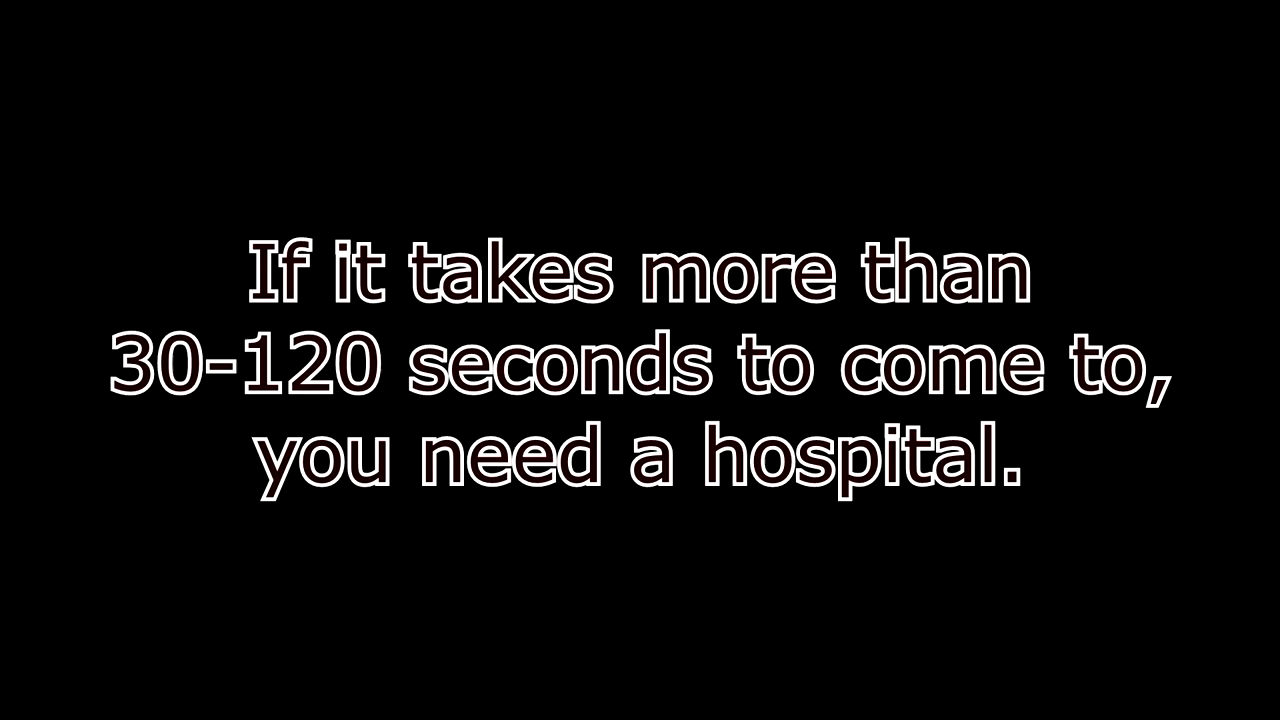 If it takes more than
30-120 seconds to come to,
you need a hospital.